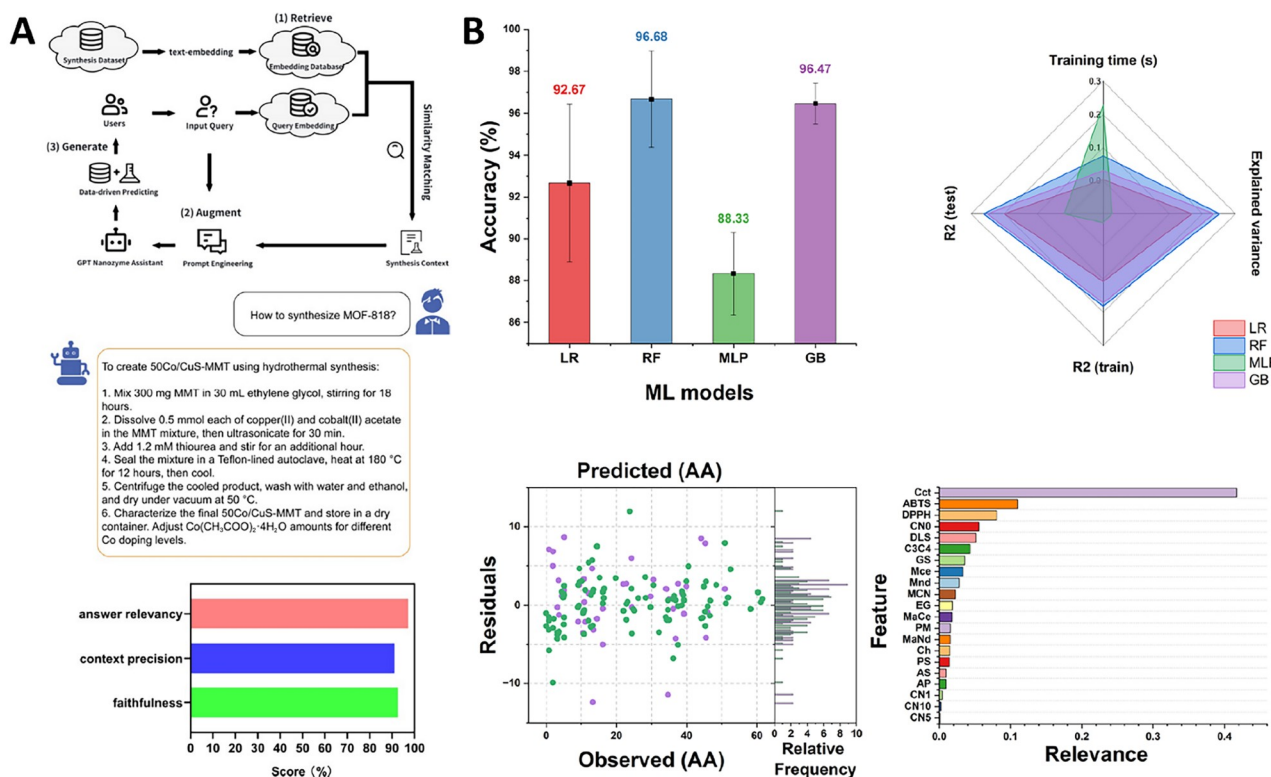 A
(1) Retrieve
Synthesis Dataset
text-embedding
Embedding Database
Users
Input Query
Query Embedding
Similarity Matching
(3) Generate
Data-driven Predicting
(2) Augment
GPT Nanozyme Assistant
Prompt Engineering
Synthesis Context
How to synthesize MOF-818?
To create 50Co/CuS-MMT using hydrothermal synthesis:
1. Mix 300 mg MMT in 30 mL ethylene glycol, stirring for 18
hours.
2. Dissolve 0.5 mmol each of copper(II) and cobalt(II) acetate
in the MMT mixture, then ultrasonicate for 30 min.
3. Add 1.2 mM thiourea and stir for an additional hour.
4. Seal the mixture in a Teflon-lined autoclave, heat at 180 °C
for 12 hours, then cool.
5. Centrifuge the cooled product, wash with water and ethanol,
and dry under vacuum at 50 °C.
6. Characterize the final 50Co/CuS-MMT and store in a dry
container. Adjust Co(CH₃COO)₂·4H₂O amounts for different
Co doping levels.
answer relevancy
context precision
faithfulness
0 10 20 30 40 50 60 70 80 90 100
Score (%)
B
100
98
96
94
92
90
88
86
Accuracy (%)
92.67
96.68
88.33
96.47
LR RF MLP GB
ML models
Training time (s)
0.3
0.2
0.1
0.0
R2 (test)
Explained variance
R2 (train)
LR
RF
MLP
GB
Predicted (AA)
10
0
−10
Residuals
0 20 40 60
Observed (AA)
0 2 4 6 8 10
Relative
Frequency
Feature
Cct
ABTS
DPPH
CN0
DLS
C3C4
GS
Mce
Mnd
MCN
EG
MaCe
PM
MaNd
Ch
PS
AS
AP
CN1
CN10
CN5
0.0 0.1 0.2 0.3 0.4
Relevance